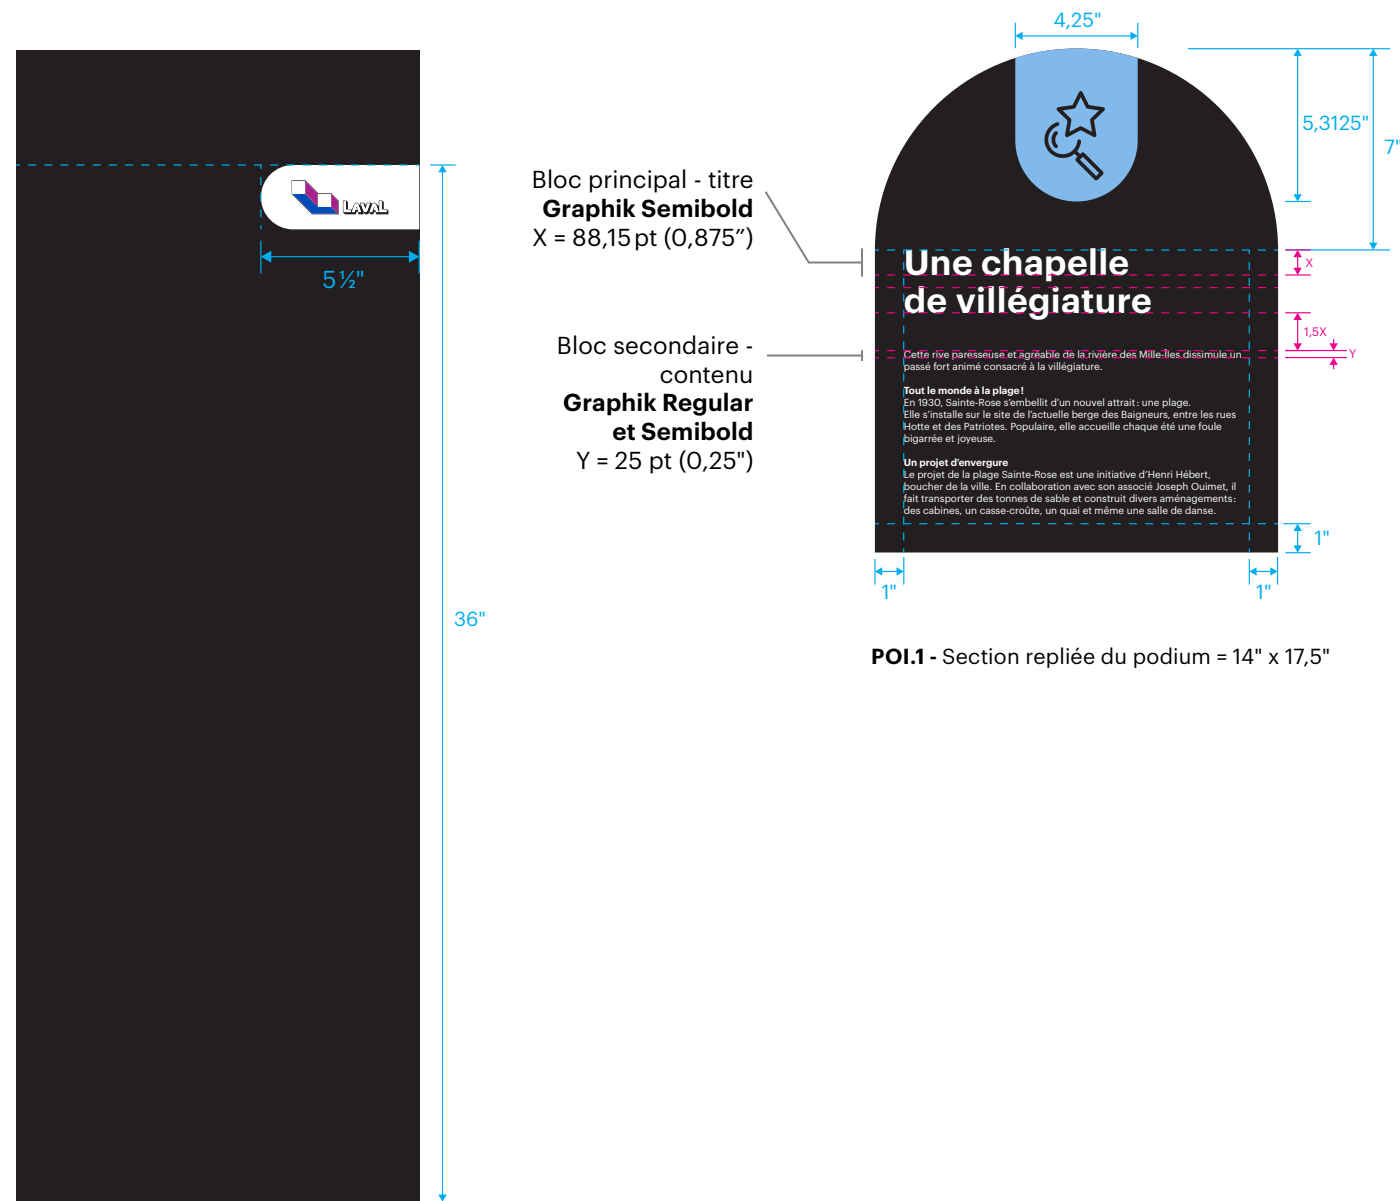 4,25"
5,3125"
7"
LAVAL
5 ½"
36"
Bloc principal - titre
Graphik Semibold
X = 88,15 pt (0,875”)
Bloc secondaire -
contenu
Graphik Regular
et Semibold
Y = 25 pt (0,25")
Une chapelle
de villégiature
X
1,5X
Y
Cette rive paresseuse et agréable de la rivière des Mille-Îles dissimule un
passé fort animé consacré à la villégiature.
Tout le monde à la plage !
En 1930, Sainte-Rose s’embellit d’un nouvel attrait : une plage.
Elle s’installe sur le site de l’actuelle berge des Baigneurs, entre les rues
Hotte et des Patriotes. Populaire, elle accueille chaque été une foule
bigarrée et joyeuse.
Un projet d’envergure
Le projet de la plage Sainte-Rose est une initiative d’Henri Hébert,
boucher de la ville. En collaboration avec son associé Joseph Ouimet, il
fait transporter des tonnes de sable et construit divers aménagements :
des cabines, un casse-croûte, un quai et même une salle de danse.
1"
1"
1"
POI.1 - Section repliée du podium = 14" x 17,5"